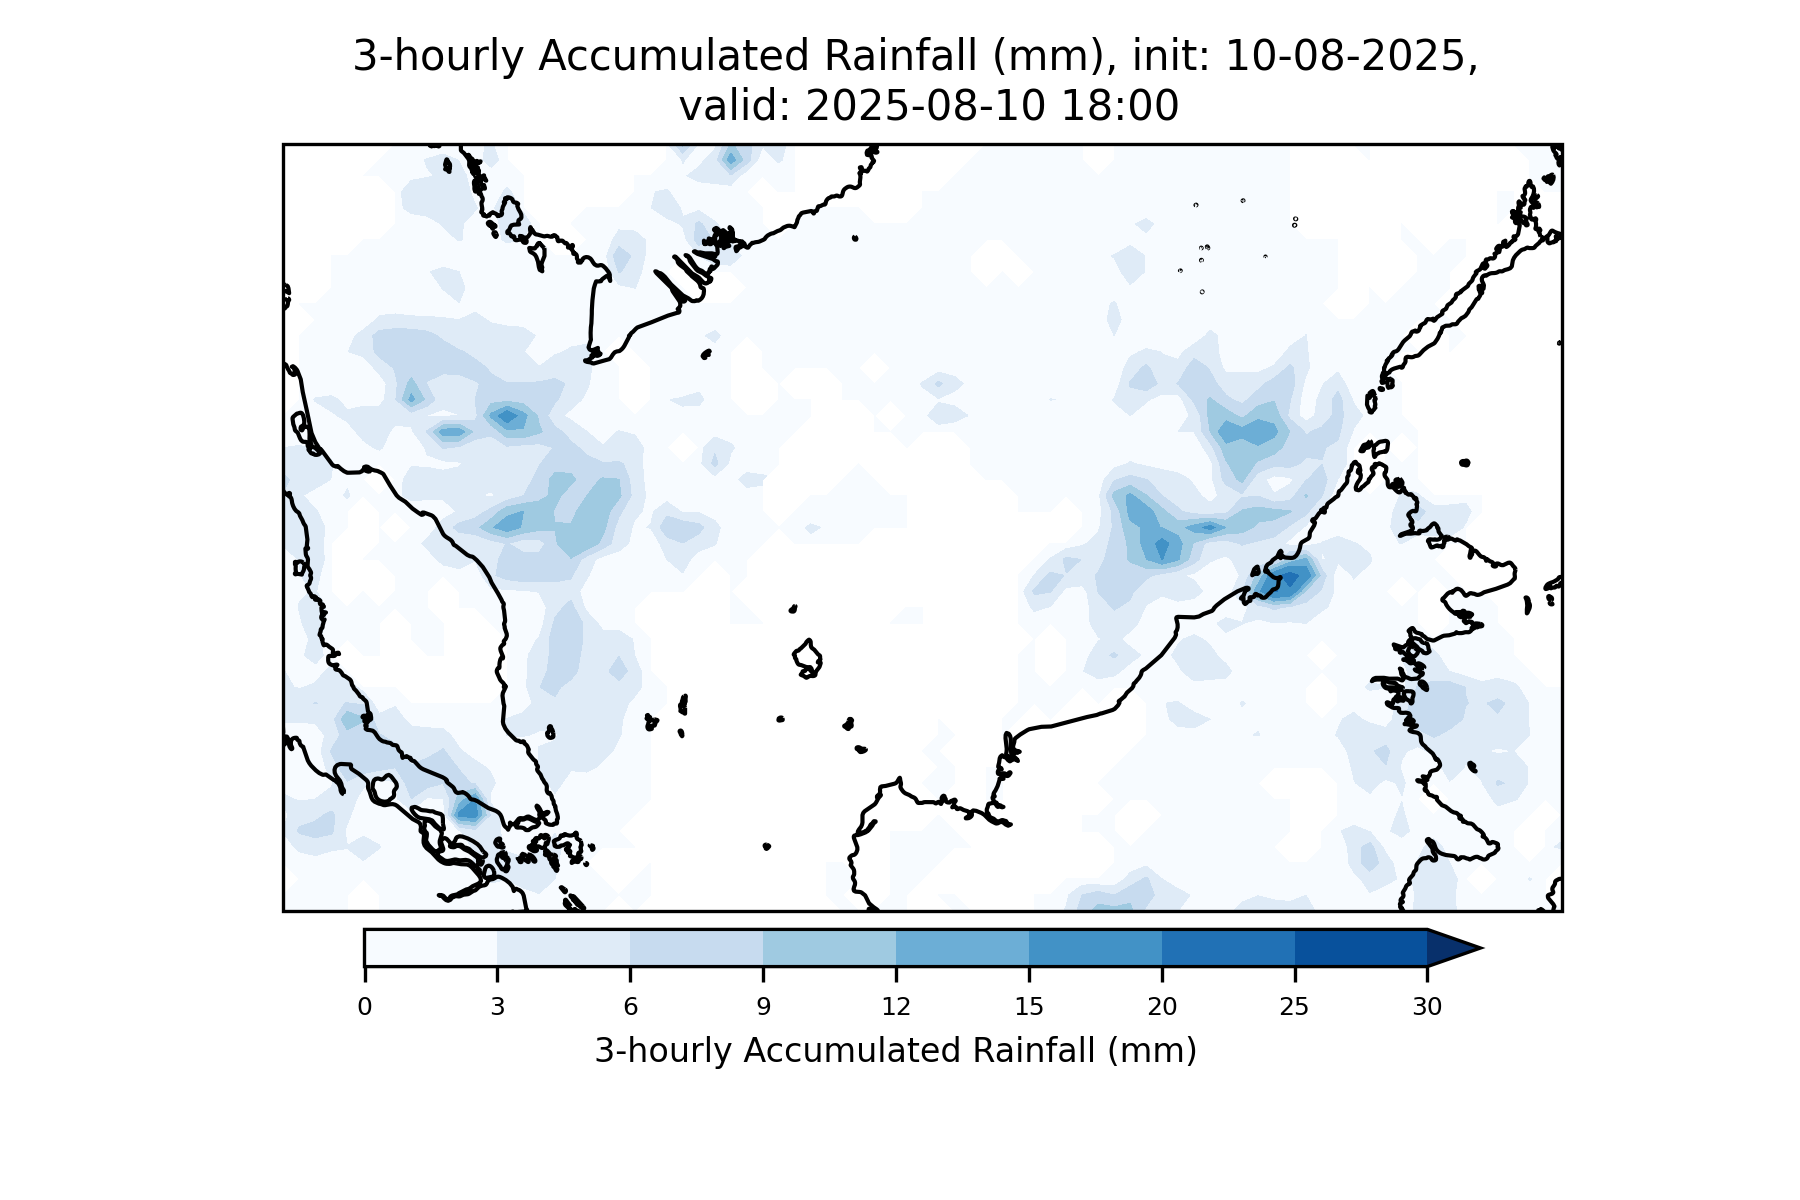 3-hourly Accumulated Rainfall (mm), init: 10-08-2025,
valid: 2025-08-10 18:00
0 3 6 9 12 15 20 25 30
3-hourly Accumulated Rainfall (mm)